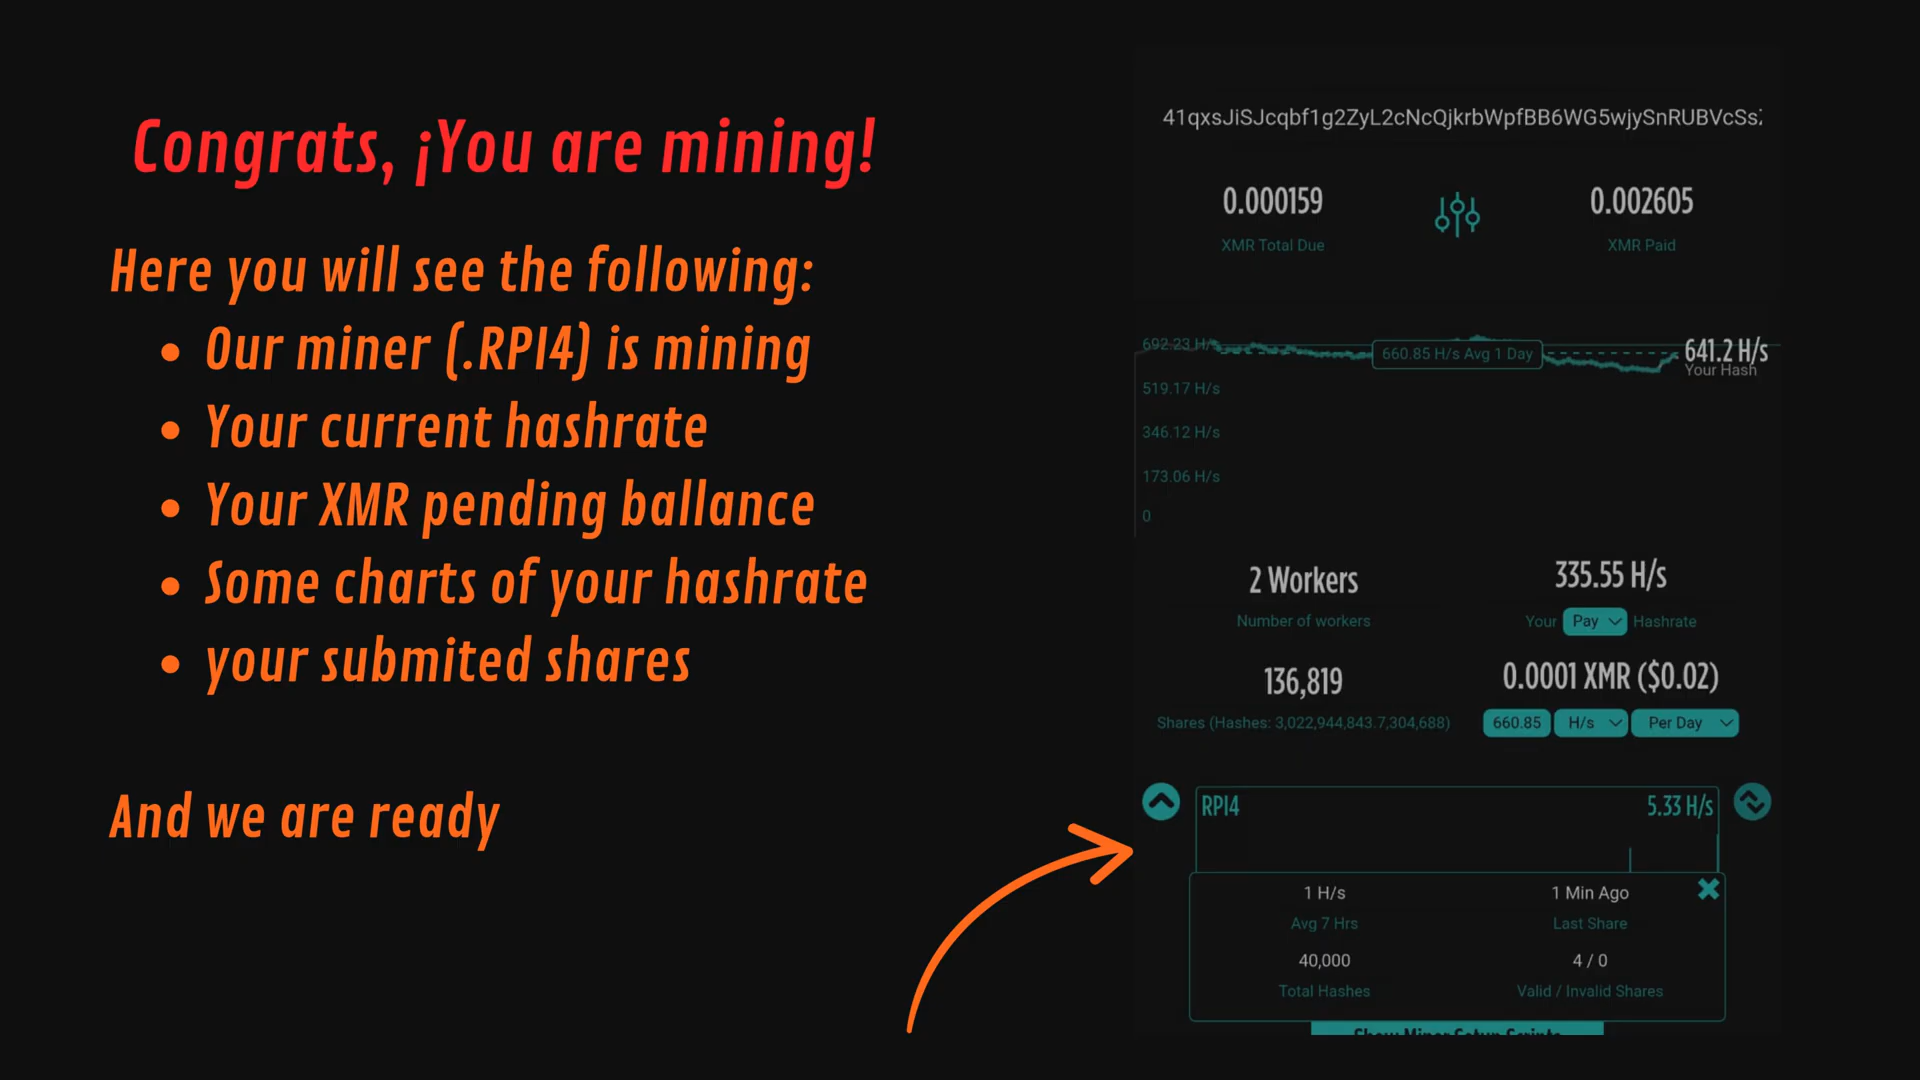 Congrats, ¡You are mining!
Here you will see the following:
• Our miner (.RPI4) is mining
• Your current hashrate
• Your XMR pending ballance
• Some charts of your hashrate
• your submited shares
And we are ready
41qxsJiSJcqbf1g2ZyL2cNcQjkrbWpfBB6WG5wjySnRUBVcSs
0.000159
XMR Total Due
0.002605
XMR Paid
692.23 H/s
660.85 H/s Avg 1 Day
641.2 H/s
Your Hash
519.17 H/s
346.12 H/s
173.06 H/s
0
2 Workers
Number of workers
335.55 H/s
Your Pay Hashrate
136,819
Shares (Hashes: 3,022,944,843.7,304,688)
0.0001 XMR ($0.02)
660.85 H/s Per Day
RPI4
5.33 H/s
1 H/s
Avg 7 Hrs
1 Min Ago
Last Share
40,000
Total Hashes
4 / 0
Valid / Invalid Shares
Show Miner Setup Scripts